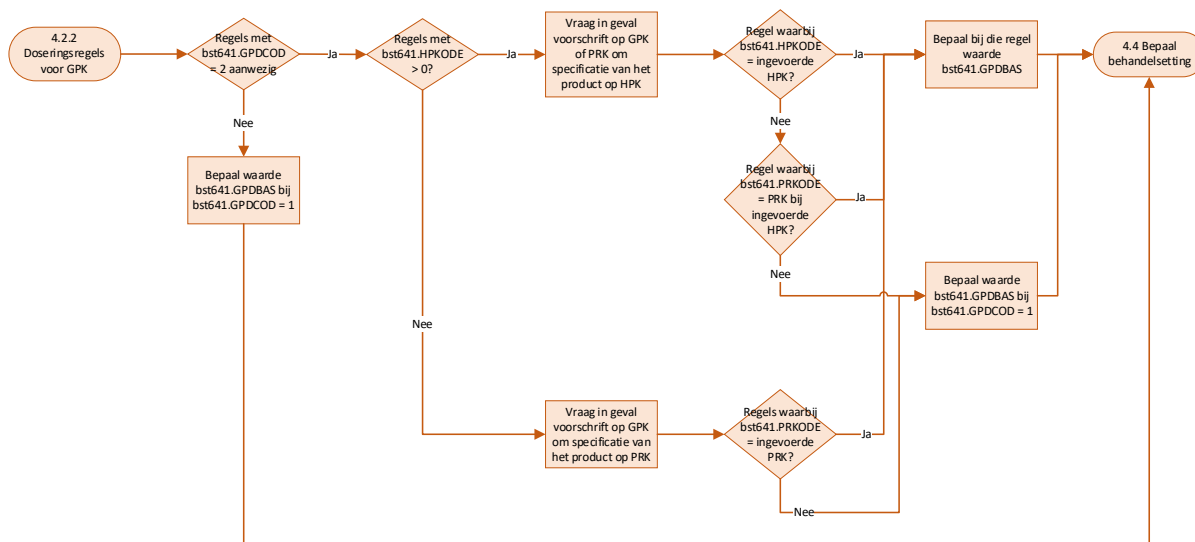 4.2.2
Doseringsregels
voor GPK
Regels met
bst641.GPDCOD
= 2 aanwezig
Ja
Regels met
bst641.HPKODE
> 0?
Ja
Vraag in geval
voorschrift op GPK
of PRK om
specificatie van het
product op HPK
Regel waarbij
bst641.HPKODE
= ingevoerde
HPK?
Ja
Bepaal bij die regel
waarde
bst641.GPDBAS
4.4 Bepaal
behandelsetting
Nee
Nee
Bepaal waarde
bst641.GPDBAS bij
bst641.GPDCOD = 1
Regel waarbij
bst641.PRKODE
= PRK bij
ingevoerde
HPK?
Ja
Nee
Bepaal waarde
bst641.GPDBAS bij
bst641.GPDCOD = 1
Nee
Vraag in geval
voorschrift op GPK
om specificatie van
het product op PRK
Regels waarbij
bst641.PRKODE
= ingevoerde
PRK?
Ja
Nee